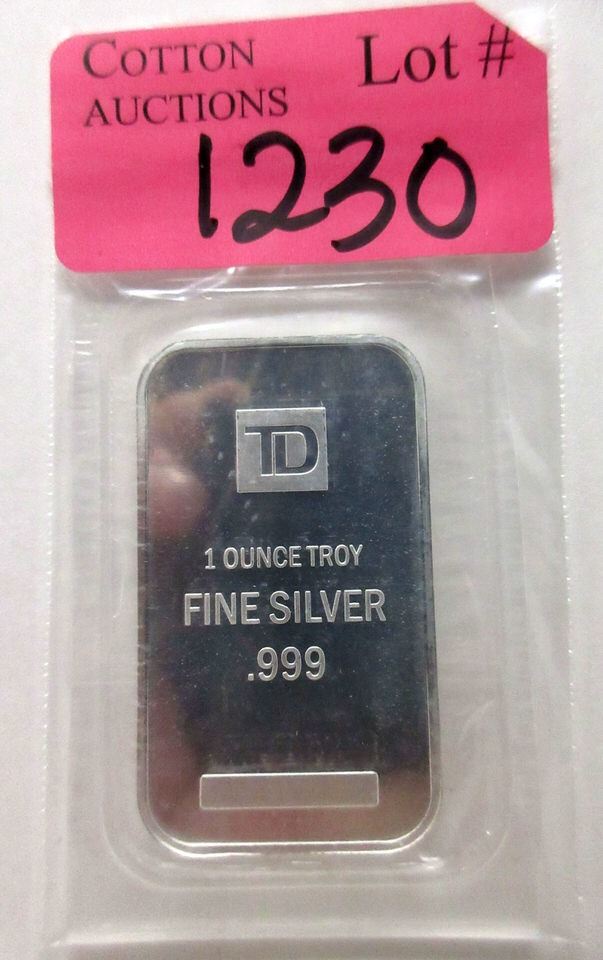 COTTON AUCTIONS
Lot #
1230
TD
1 OUNCE TROY
FINE SILVER
.999